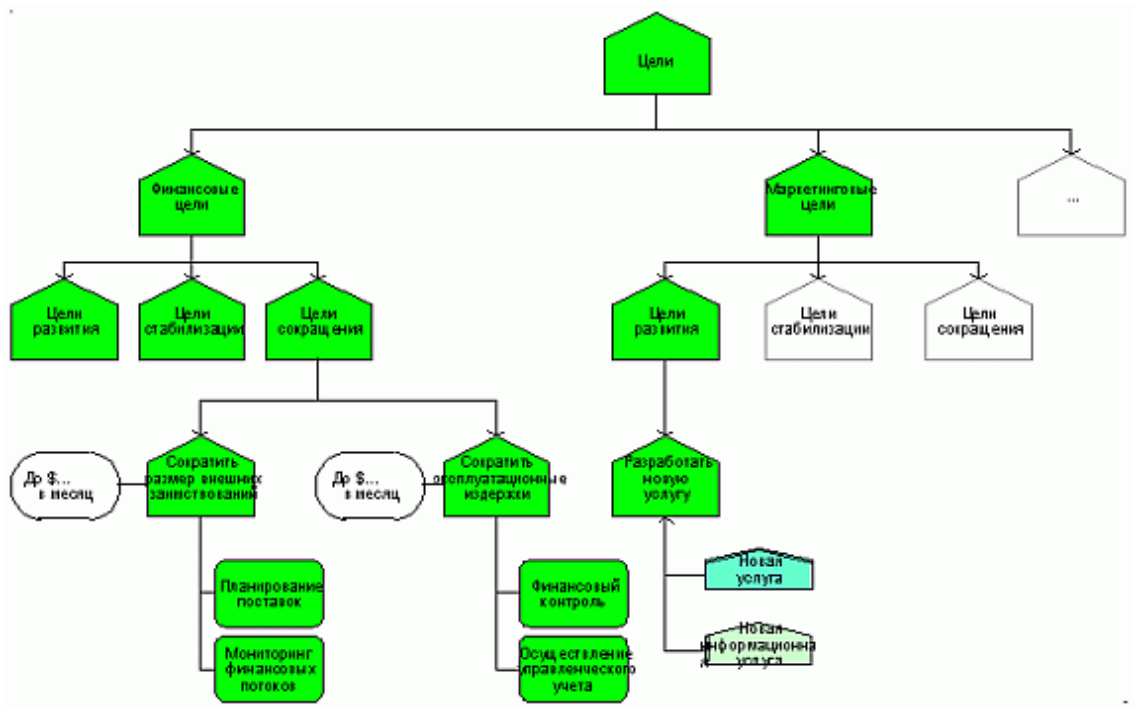 Цели
Финансовые
цели
Маркетинговые
цели
...
Цели
развития
Цели
стабилизации
Цели
сокращения
Цели
развития
Цели
стабилизации
Цели
сокращения
До $...
в месяц
Сократить
размер внешних
заимствований
До $...
в месяц
Сократить
эксплуатационные
издержки
Разработать
новую
услугу
Планирование
поставок
Финансовый
контроль
Новая
услуга
Мониторинг
финансовых
потоков
Осуществление
управленческого
учета
Новая
информационна
я услуга